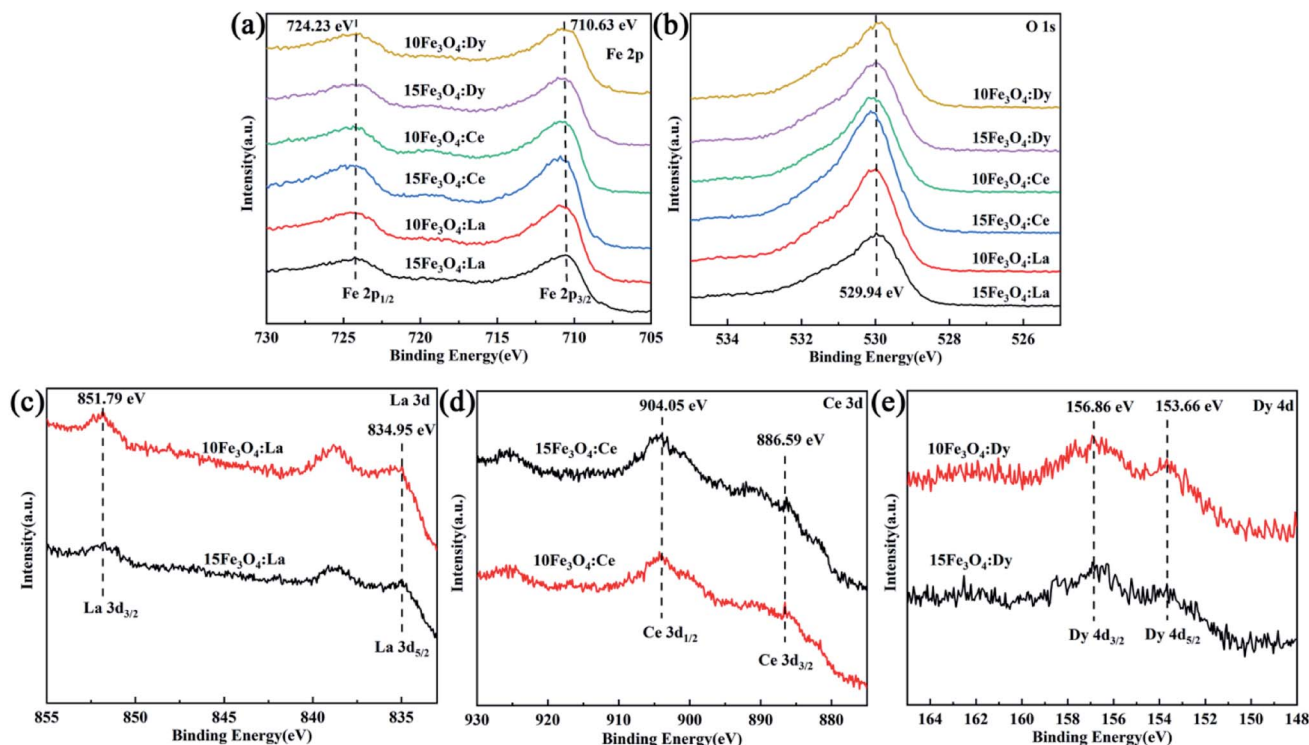 (a)
724.23 eV
710.63 eV
Fe 2p
10Fe₃O₄:Dy
15Fe₃O₄:Dy
10Fe₃O₄:Ce
15Fe₃O₄:Ce
10Fe₃O₄:La
15Fe₃O₄:La
Fe 2p₁/₂
Fe 2p₃/₂
Intensity(a.u.)
730 725 720 715 710 705
Binding Energy(eV)
(b)
O 1s
10Fe₃O₄:Dy
15Fe₃O₄:Dy
10Fe₃O₄:Ce
15Fe₃O₄:Ce
10Fe₃O₄:La
529.94 eV
15Fe₃O₄:La
Intensity(a.u.)
534 532 530 528 526
Binding Energy(eV)
(c)
851.79 eV
La 3d
834.95 eV
10Fe₃O₄:La
15Fe₃O₄:La
La 3d₃/₂
La 3d₅/₂
Intensity(a.u.)
855 850 845 840 835
Binding Energy(eV)
(d)
904.05 eV
Ce 3d
886.59 eV
15Fe₃O₄:Ce
10Fe₃O₄:Ce
Ce 3d₁/₂
Ce 3d₃/₂
Intensity(a.u.)
930 920 910 900 890 880
Binding Energy(eV)
(e)
156.86 eV
153.66 eV
Dy 4d
10Fe₃O₄:Dy
15Fe₃O₄:Dy
Dy 4d₃/₂
Dy 4d₅/₂
Intensity(a.u.)
164 162 160 158 156 154 152 150 148
Binding Energy(eV)